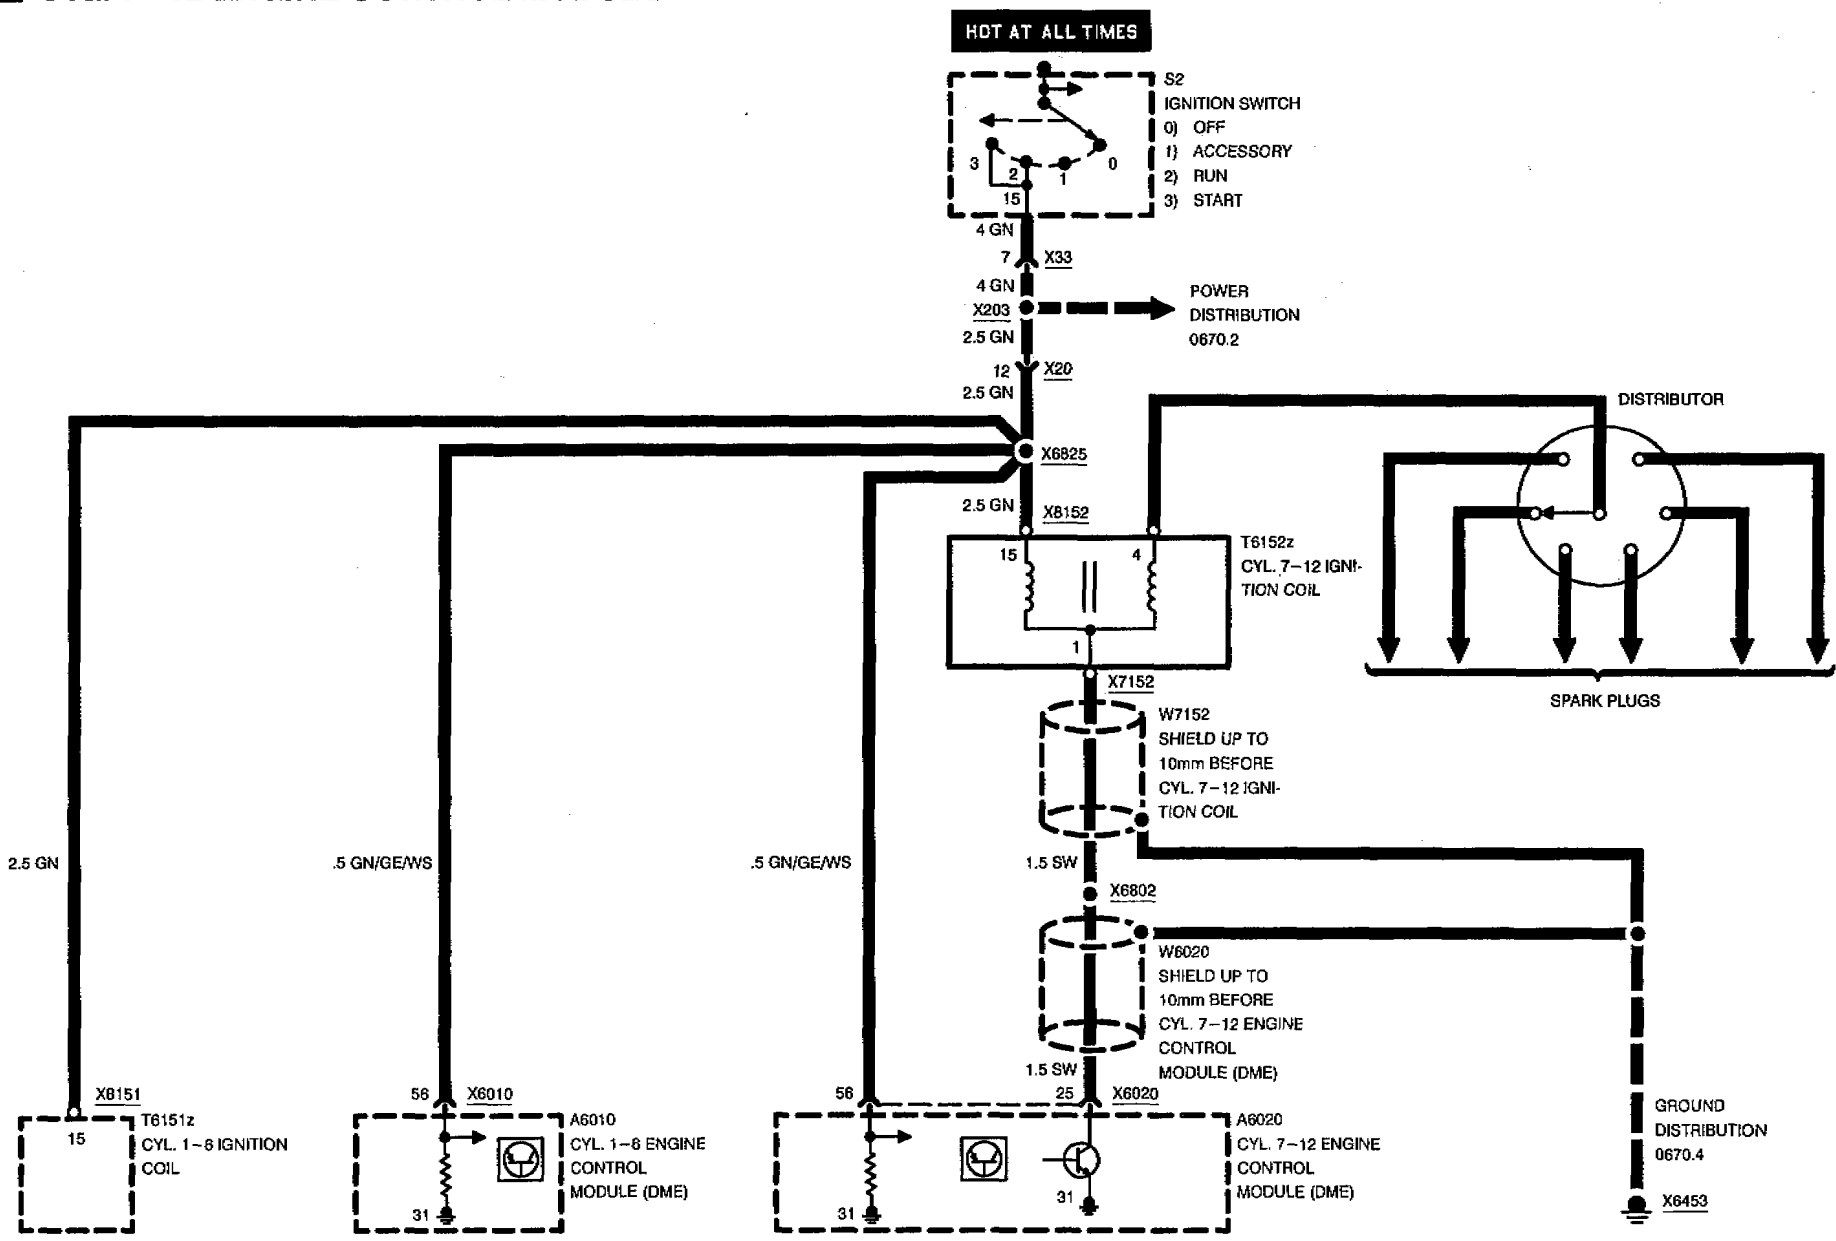 HOT AT ALL TIMES
S2
IGNITION SWITCH
0) OFF
1) ACCESSORY
2) RUN
3) START
3
2
1
0
15
4 GN
7
X33
4 GN
X203
POWER
DISTRIBUTION
0670.2
2.5 GN
12
X20
2.5 GN
DISTRIBUTOR
X6825
2.5 GN
X8152
15
4
T6152z
CYL. 7-12 IGNI-
TION COIL
1
X7152
SPARK PLUGS
W7152
SHIELD UP TO
10mm BEFORE
CYL. 7-12 IGNI-
TION COIL
2.5 GN
.5 GN/GE/WS
.5 GN/GE/WS
1.5 SW
X6802
W6020
SHIELD UP TO
10mm BEFORE
CYL. 7-12 ENGINE
CONTROL
MODULE (DME)
1.5 SW
X8151
56
X6010
56
25
X6020
T6151z
CYL. 1-6 IGNITION
COIL
15
A6010
CYL. 1-6 ENGINE
CONTROL
MODULE (DME)
31
A6020
CYL. 7-12 ENGINE
CONTROL
MODULE (DME)
31
31
GROUND
DISTRIBUTION
0670.4
X6453